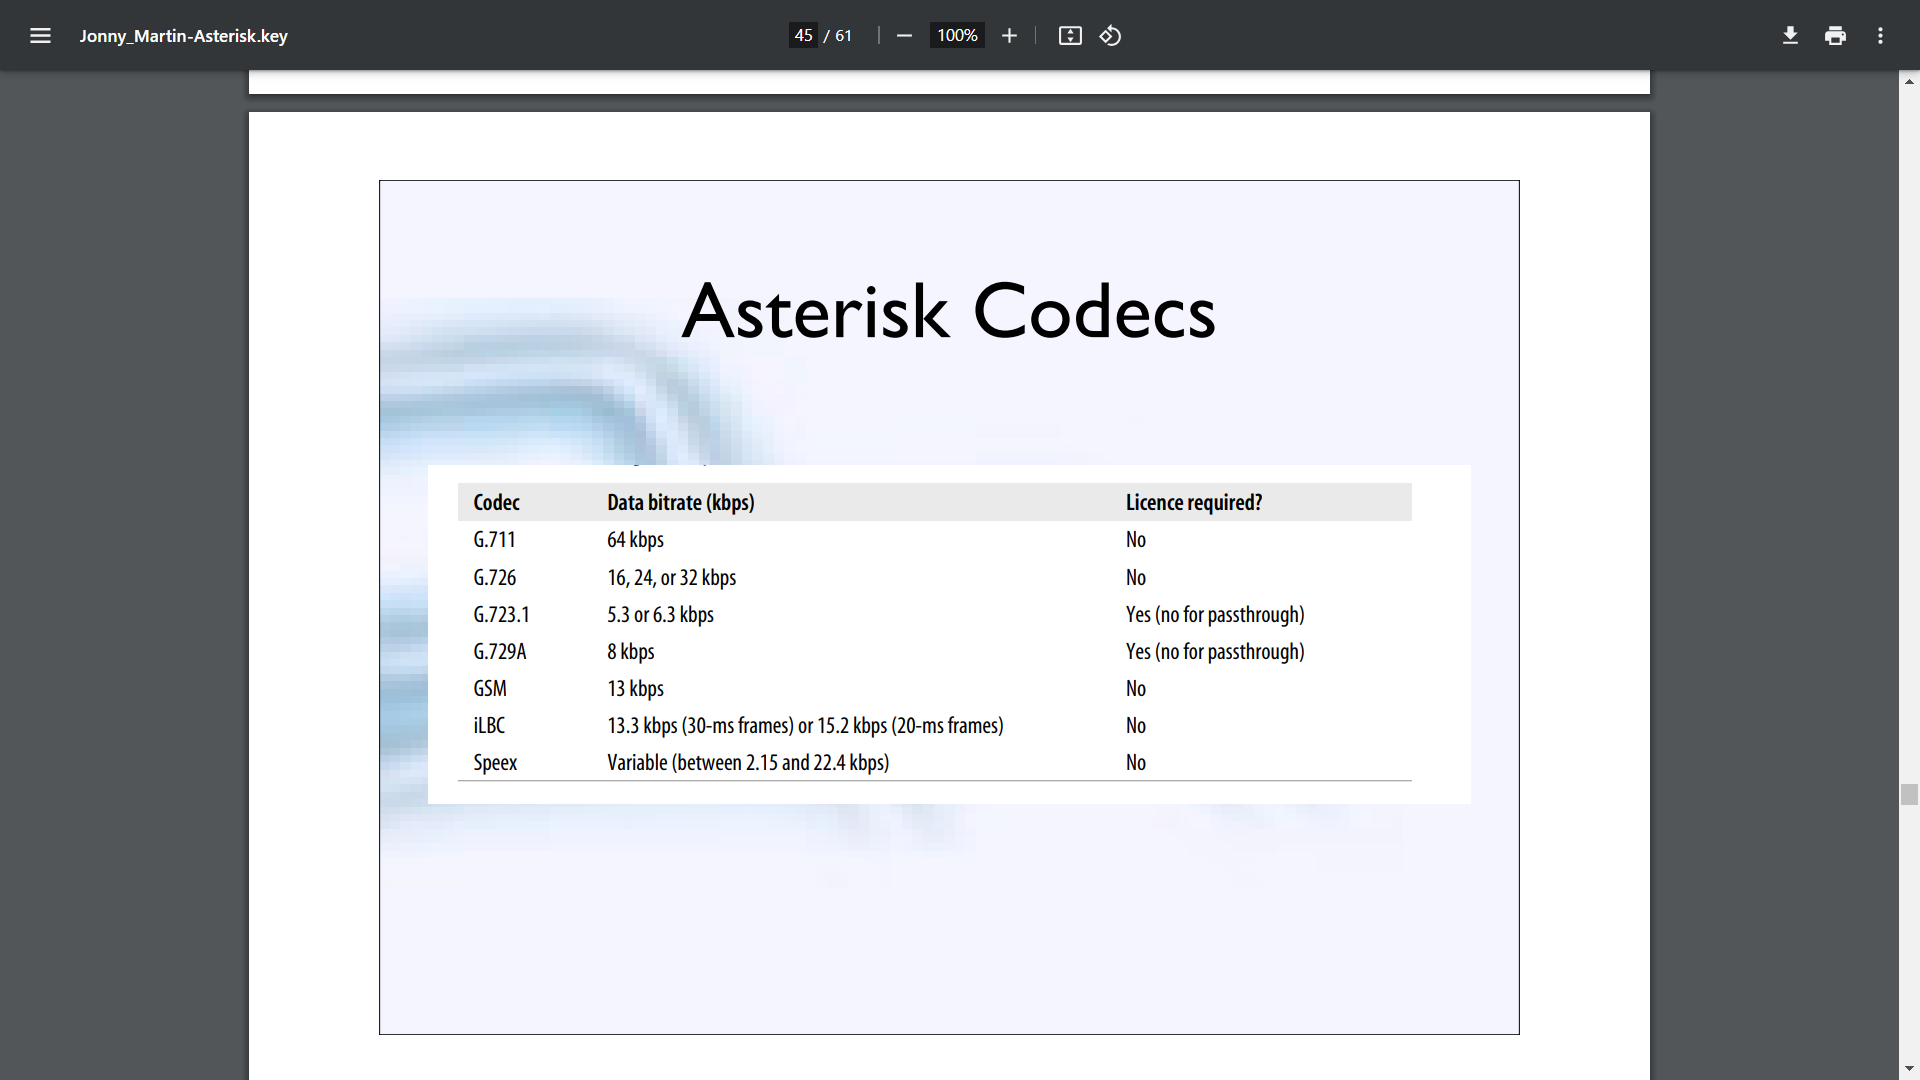 Jonny_Martin-Asterisk.key 45 / 61 100%
Asterisk Codecs
Codec Data bitrate (kbps) Licence required?
G.711 64 kbps No
G.726 16, 24, or 32 kbps No
G.723.1 5.3 or 6.3 kbps Yes (no for passthrough)
G.729A 8 kbps Yes (no for passthrough)
GSM 13 kbps No
iLBC 13.3 kbps (30-ms frames) or 15.2 kbps (20-ms frames) No
Speex Variable (between 2.15 and 22.4 kbps) No